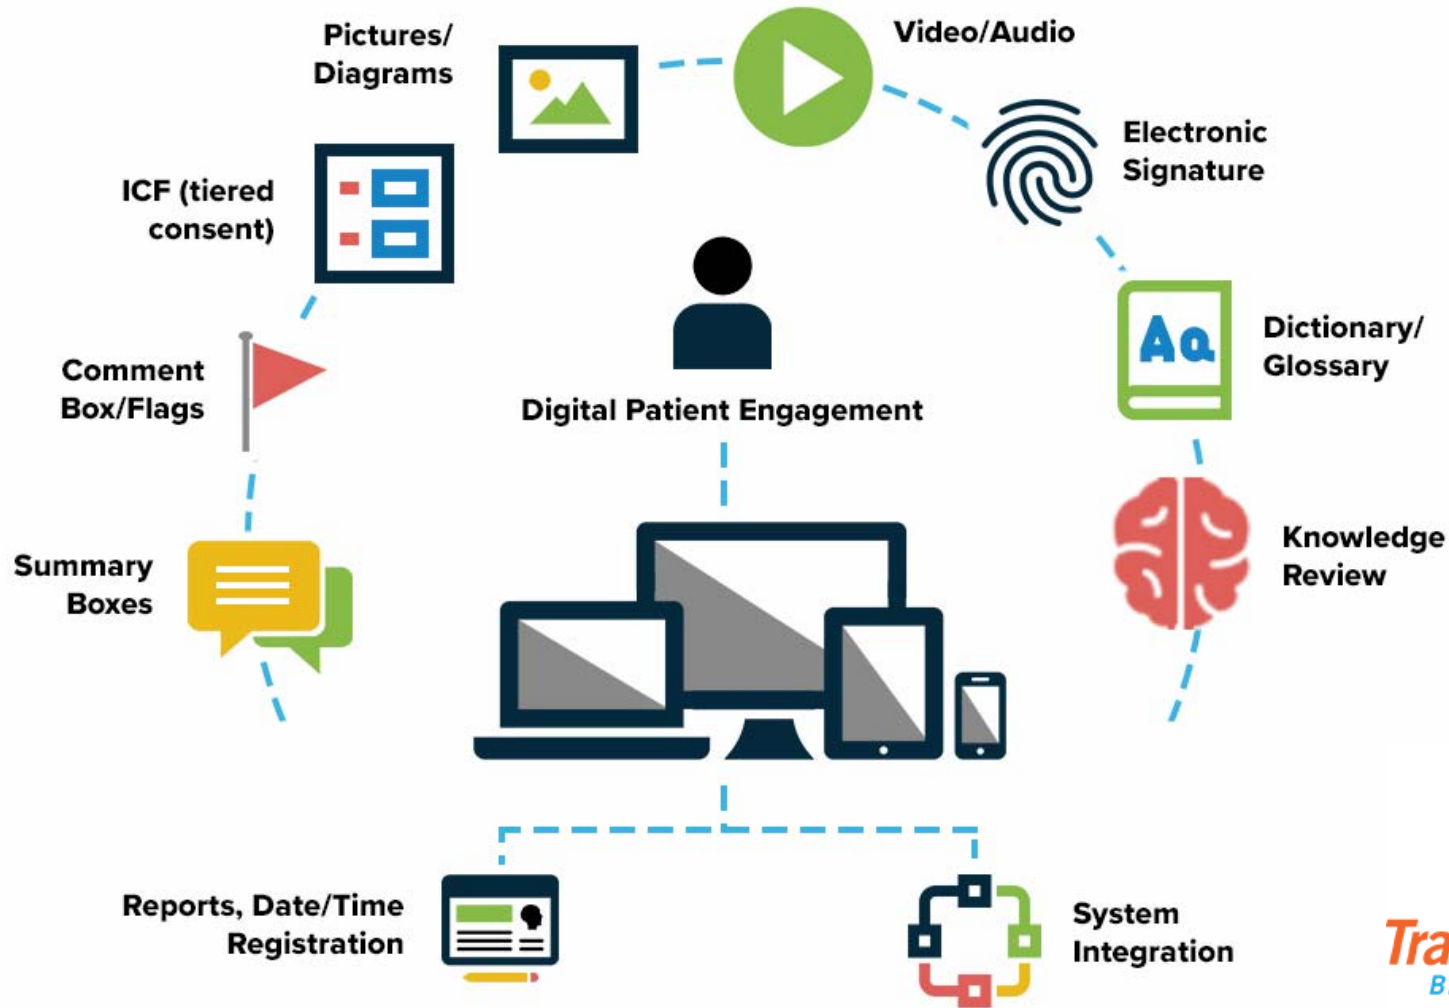 Pictures/
Diagrams
Video/Audio
Electronic
Signature
ICF (tiered
consent)
Dictionary/
Glossary
Aa
Comment
Box/Flags
Digital Patient Engagement
Knowledge
Review
Summary
Boxes
Reports, Date/Time
Registration
System
Integration